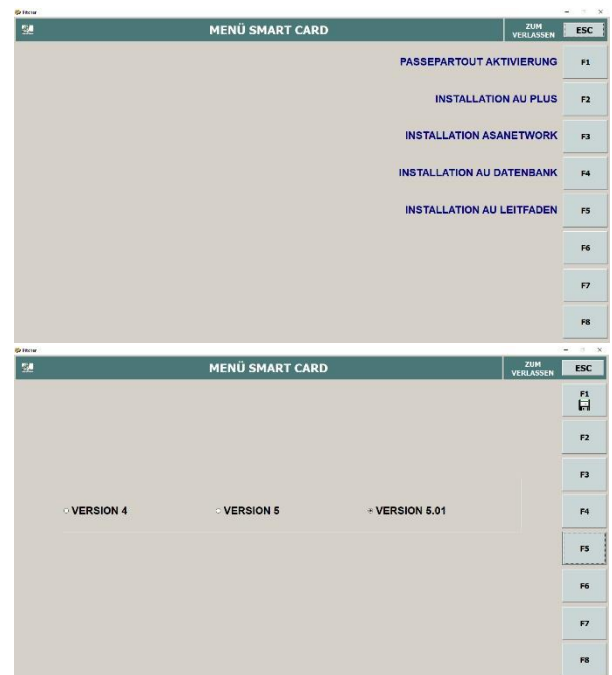 MENÜ SMART CARD
ZUM
VERLASSEN
ESC
PASSEPARTOUT AKTIVIERUNG
F1
INSTALLATION AU PLUS
F2
INSTALLATION ASANETWORK
F3
INSTALLATION AU DATENBANK
F4
INSTALLATION AU LEITFADEN
F5
F6
F7
F8
MENÜ SMART CARD
ZUM
VERLASSEN
ESC
F1
F2
F3
VERSION 4 VERSION 5 VERSION 5.01
F4
F5
F6
F7
F8